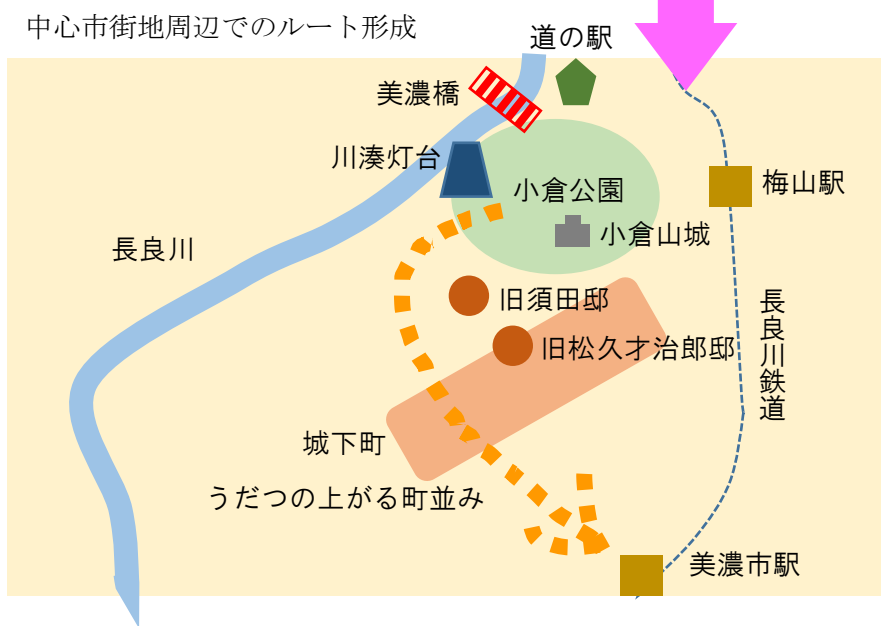 中心市街地周辺でのルート形成
道の駅
美濃橋
川湊灯台
小倉公園
梅山駅
小倉山城
長良川
旧須田邸
長良川鉄道
旧松久才治郎邸
城下町
うだつの上がる町並み
美濃市駅